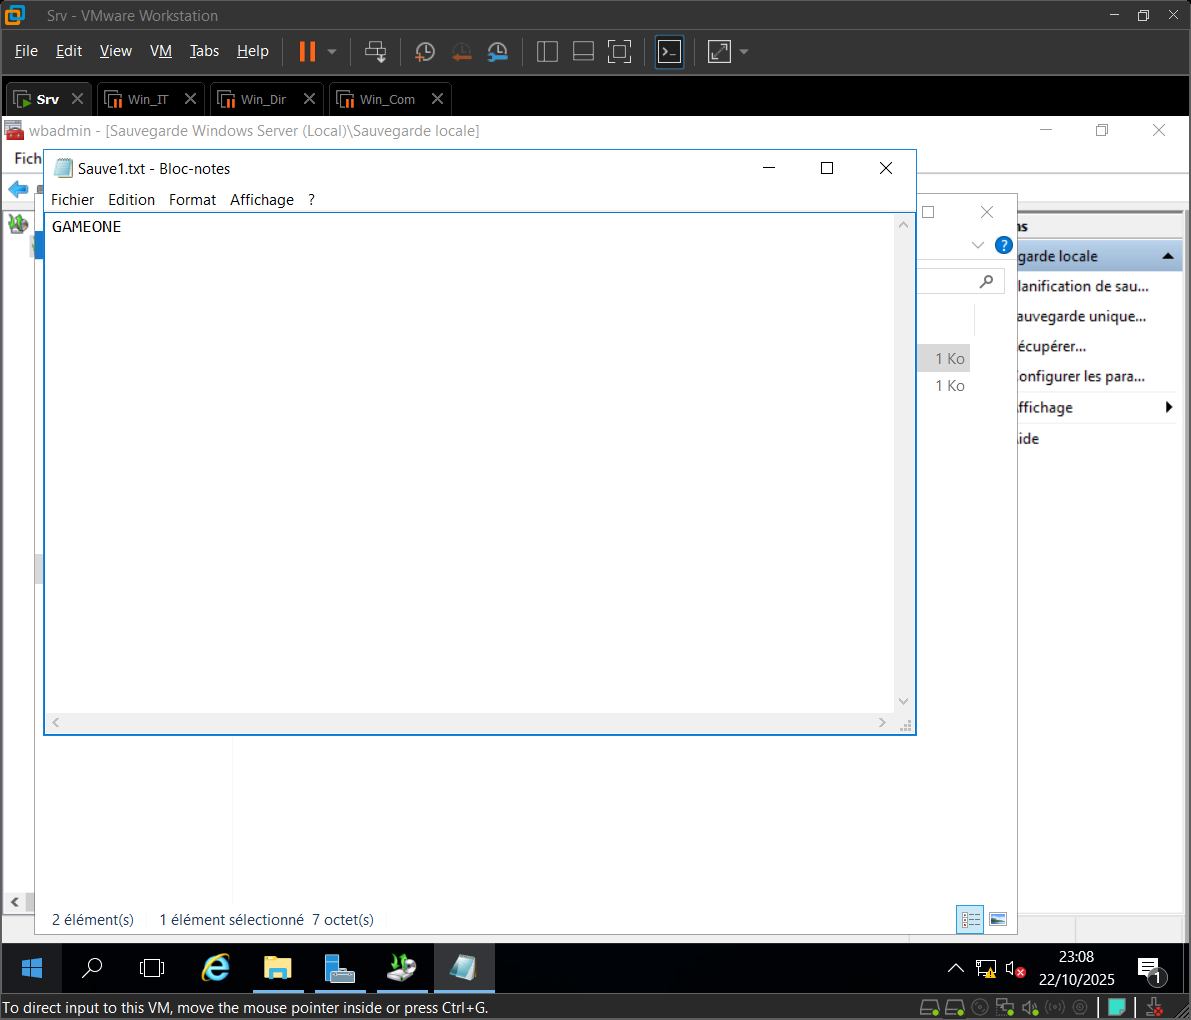 Srv - VMware Workstation
File Edit View VM Tabs Help
Srv Win_IT Win_Dir Win_Com
wbadmin - [Sauvegarde Windows Server (Local)\Sauvegarde locale]
Fich
Sauve1.txt - Bloc-notes
Fichier Edition Format Affichage ?
GAMEONE
ns
garde locale
lanification de sau...
auvegarde unique...
écupérer...
onfigurer les para...
ffichage
ide
1 Ko
1 Ko
2 élément(s) 1 élément sélectionné 7 octet(s)
23:08
22/10/2025
1
To direct input to this VM, move the mouse pointer inside or press Ctrl+G.